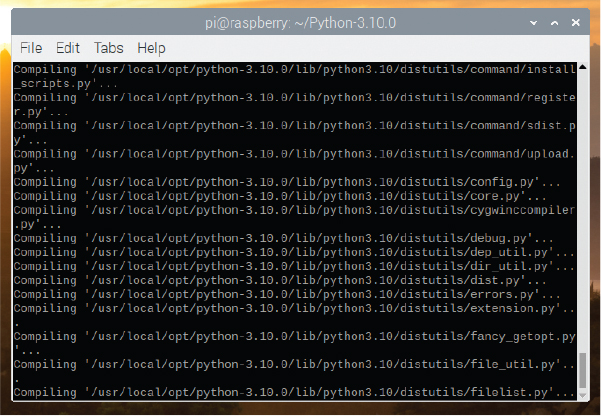 pi@raspberry: ~/Python-3.10.0
File Edit Tabs Help
Compiling '/usr/local/opt/python-3.10.0/lib/python3.10/distutils/command/install
_scripts.py'...
Compiling '/usr/local/opt/python-3.10.0/lib/python3.10/distutils/command/registe
r.py'...
Compiling '/usr/local/opt/python-3.10.0/lib/python3.10/distutils/command/sdist.p
y'...
Compiling '/usr/local/opt/python-3.10.0/lib/python3.10/distutils/command/upload.
py'...
Compiling '/usr/local/opt/python-3.10.0/lib/python3.10/distutils/config.py'...
Compiling '/usr/local/opt/python-3.10.0/lib/python3.10/distutils/core.py'...
Compiling '/usr/local/opt/python-3.10.0/lib/python3.10/distutils/cygwinccompiler
.py'...
Compiling '/usr/local/opt/python-3.10.0/lib/python3.10/distutils/debug.py'...
Compiling '/usr/local/opt/python-3.10.0/lib/python3.10/distutils/dep_util.py'...
Compiling '/usr/local/opt/python-3.10.0/lib/python3.10/distutils/dir_util.py'...
Compiling '/usr/local/opt/python-3.10.0/lib/python3.10/distutils/dist.py'...
Compiling '/usr/local/opt/python-3.10.0/lib/python3.10/distutils/errors.py'...
Compiling '/usr/local/opt/python-3.10.0/lib/python3.10/distutils/extension.py'..
.
Compiling '/usr/local/opt/python-3.10.0/lib/python3.10/distutils/fancy_getopt.py
'...
Compiling '/usr/local/opt/python-3.10.0/lib/python3.10/distutils/file_util.py'..
.
Compiling '/usr/local/opt/python-3.10.0/lib/python3.10/distutils/filelist.py'...